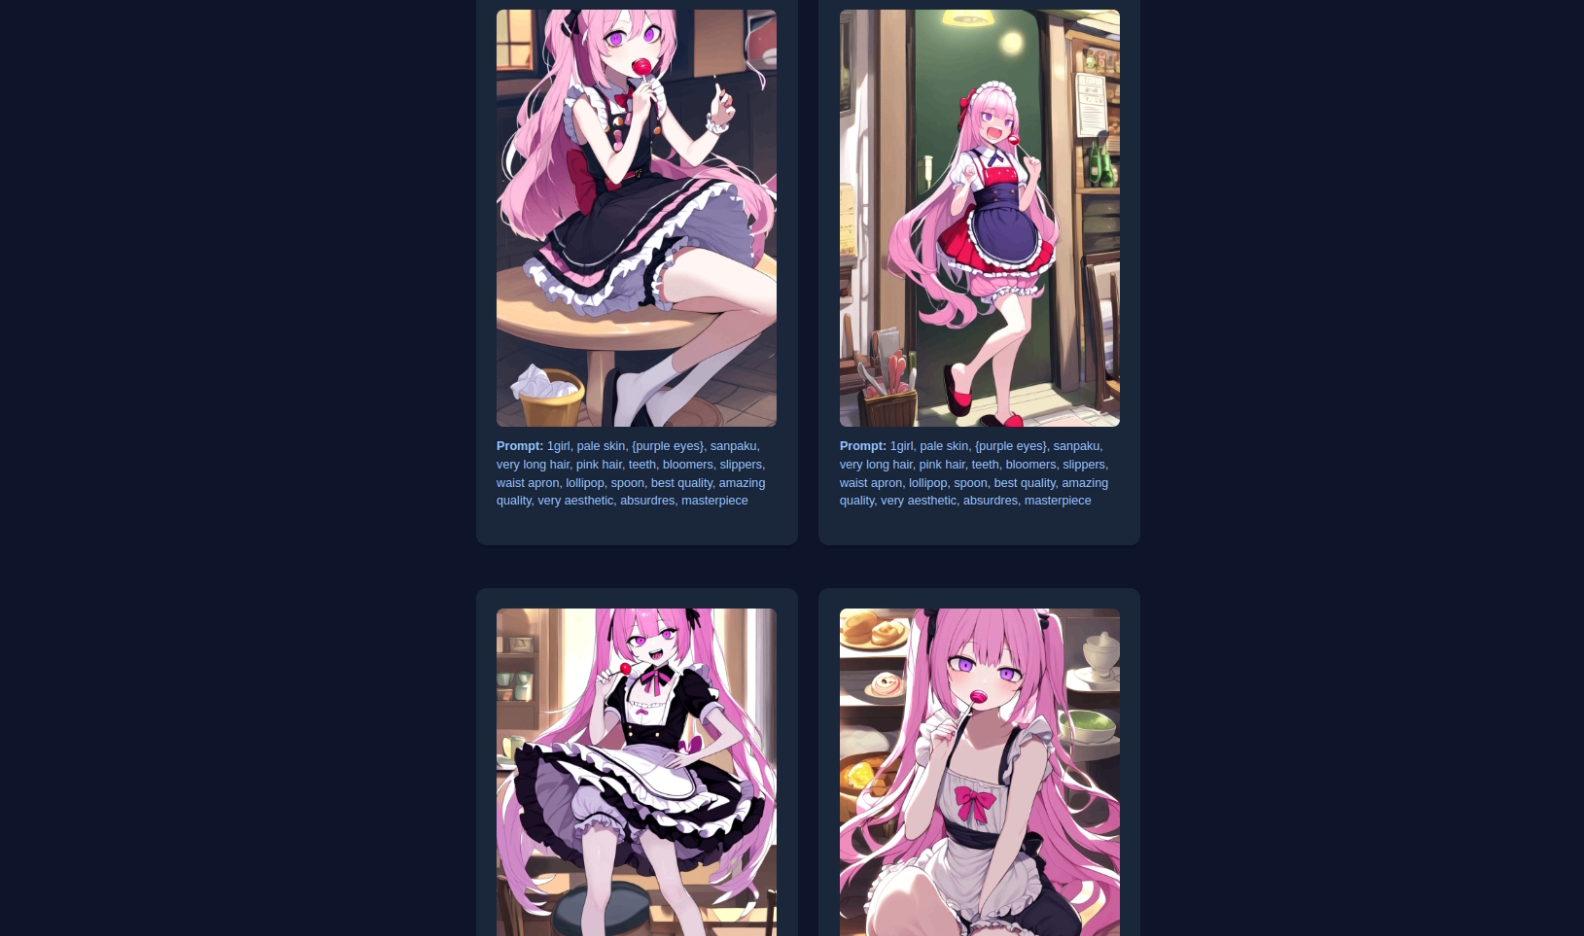 Prompt: 1girl, pale skin, {purple eyes}, sanpaku,
very long hair, pink hair, teeth, bloomers, slippers,
waist apron, lollipop, spoon, best quality, amazing
quality, very aesthetic, absurdres, masterpiece
Prompt: 1girl, pale skin, {purple eyes}, sanpaku,
very long hair, pink hair, teeth, bloomers, slippers,
waist apron, lollipop, spoon, best quality, amazing
quality, very aesthetic, absurdres, masterpiece